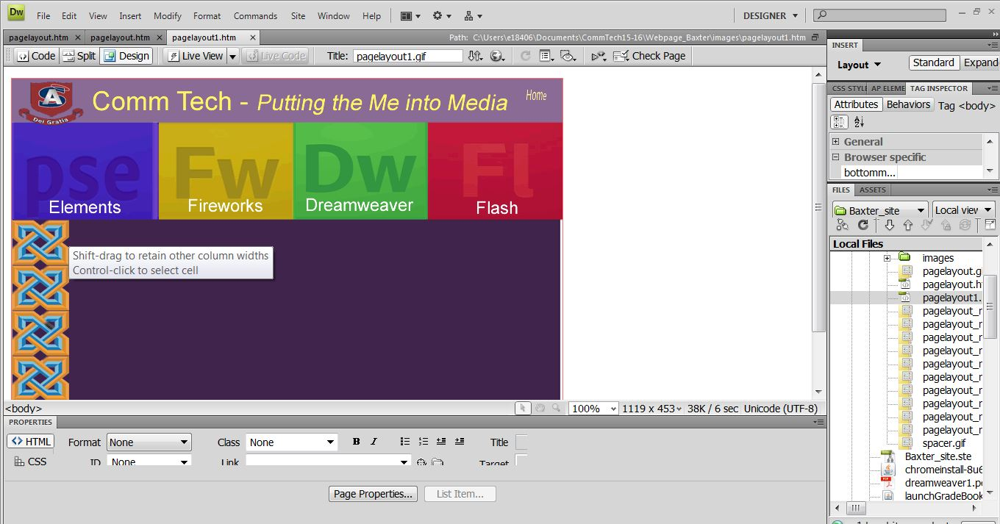 Dw File Edit View Insert Modify Format Commands Site Window Help DESIGNER
pagelayout.htm pagelayout.htm pagelayout1.htm Path: C:\Users\e18406\Documents\CommTech15-16\Webpage_Baxter\images\pagelayout1.htm
Code Split Design Live View Live Code Title: pagelayout1.gif Check Page
A
Dei Gratia
Comm Tech - Putting the Me into Media
Home
pse Fw Dw Fl
Elements Fireworks Dreamweaver Flash
Shift-drag to retain other column widths
Control-click to select cell
<body> 100% 1119 x 453 38K / 6 sec Unicode (UTF-8)
PROPERTIES
<> HTML Format None Class None B I Title
CSS ID None Link Target
Page Properties... List Item...
INSERT
Layout Standard Expand
CSS STYL AP ELEME TAG INSPECTOR
Attributes Behaviors Tag <body>
General
Browser specific
bottomm...
FILES ASSETS
Baxter_site Local view
Local Files
images
pagelayout.gi
pagelayout.h
pagelayout1.
pagelayout_r
pagelayout_r
pagelayout_r
pagelayout_r
pagelayout_r
pagelayout_r
pagelayout_r
pagelayout_r
pagelayout_r
pagelayout_r
spacer.gif
Baxter_site.ste
chromeinstall-8u6
dreamweaver1.p
launchGradeBook